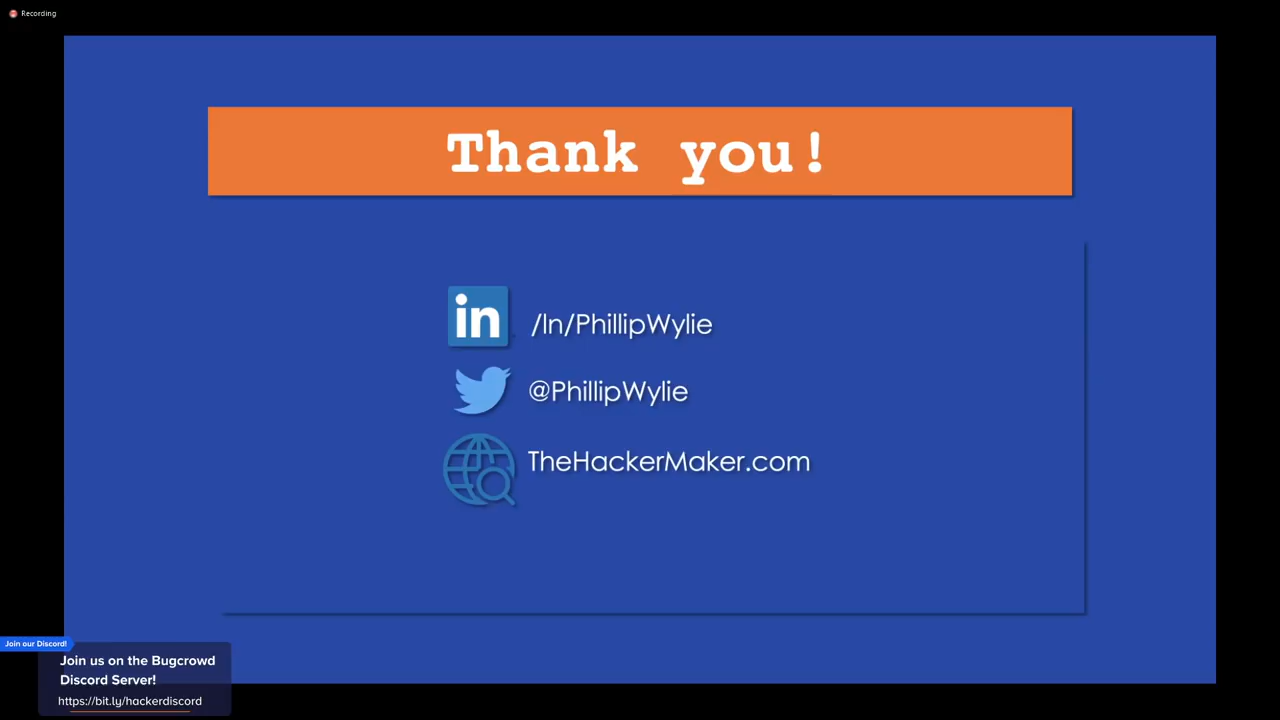 Recording
Thank you!
in
/In/PhillipWylie
@PhillipWylie
TheHackerMaker.com
Join our Discord!
Join us on the Bugcrowd
Discord Server!
https://bit.ly/hackerdiscord